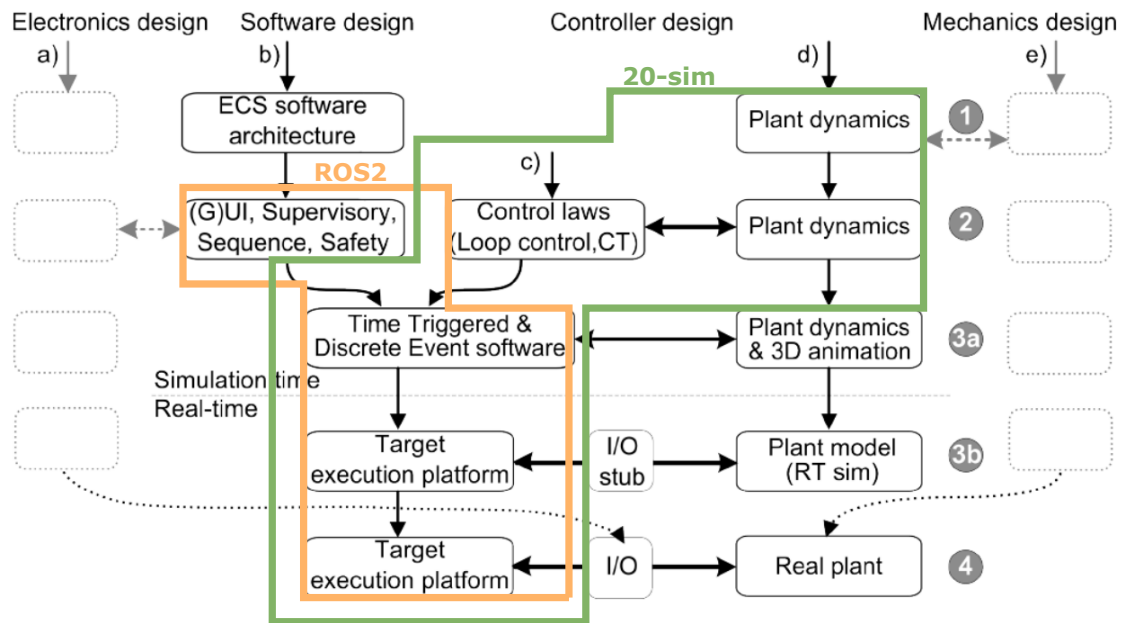 Electronics design
Software design
Controller design
Mechanics design
a)
b)
d)
e)
20-sim
ECS software
architecture
Plant dynamics
1
ROS2
c)
(G)UI, Supervisory,
Sequence, Safety
Control laws
(Loop control,CT)
Plant dynamics
2
Time Triggered &
Discrete Event software
Plant dynamics
& 3D animation
3a
Simulation time
Real-time
Target
execution platform
I/O
stub
Plant model
(RT sim)
3b
Target
execution platform
I/O
Real plant
4